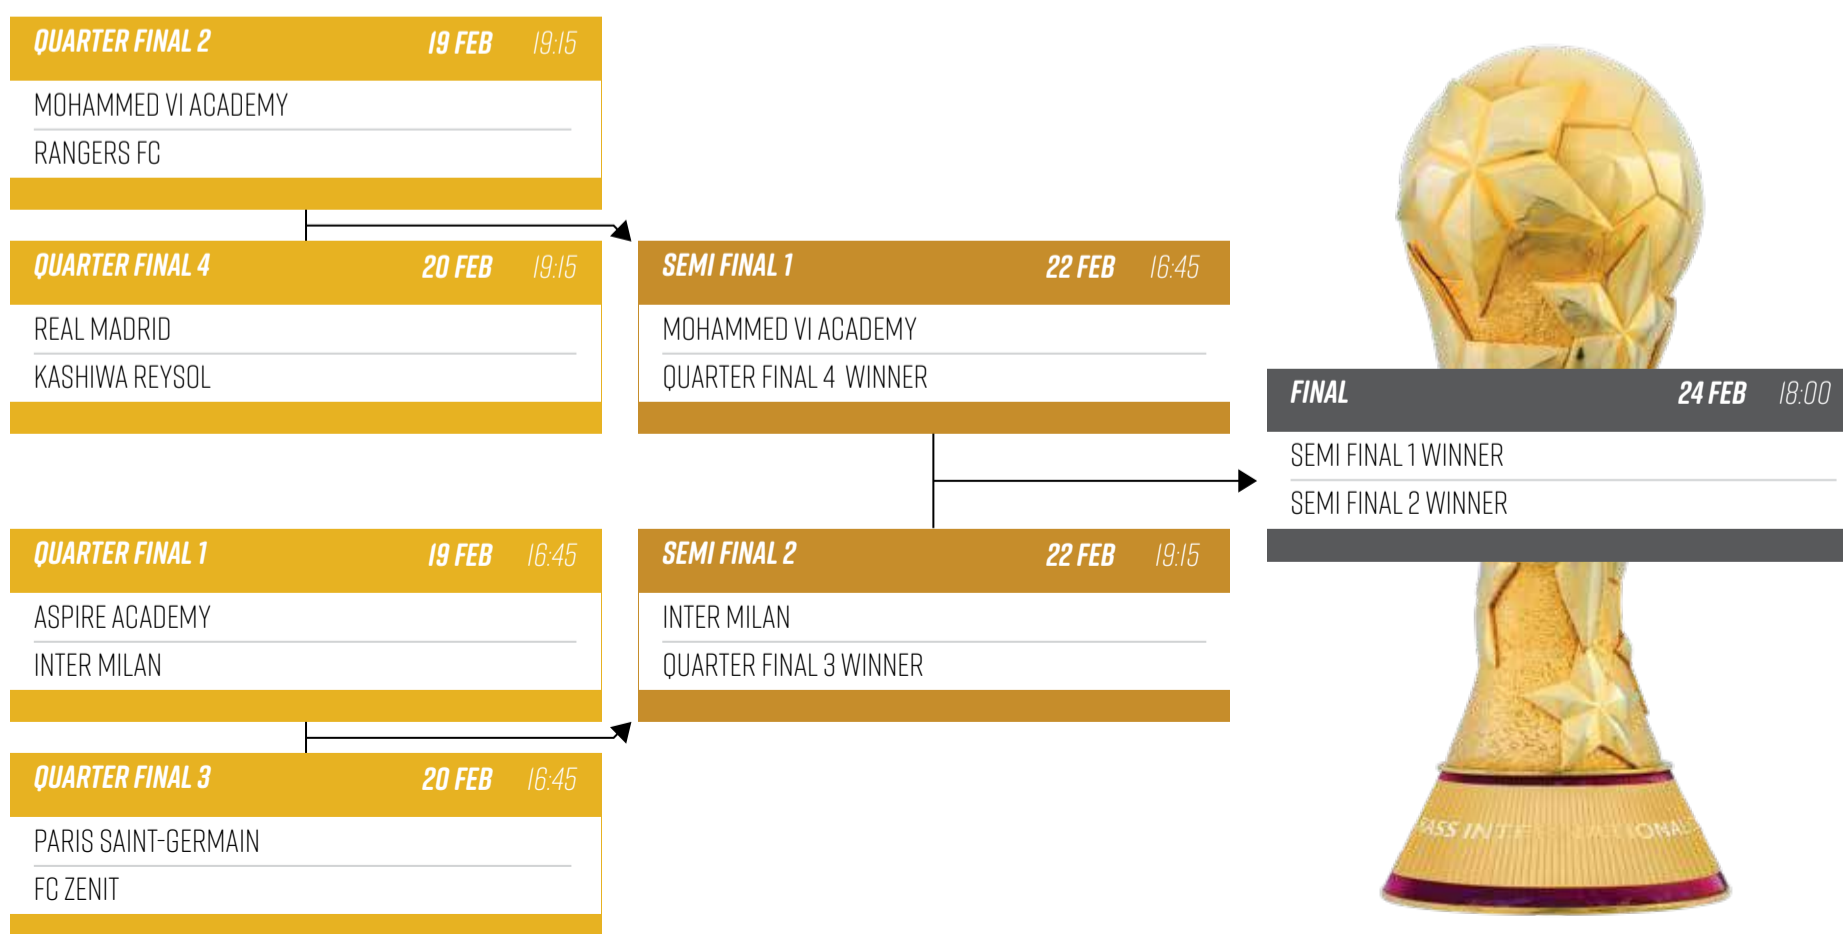 QUARTER FINAL 2 19 FEB 19:15
MOHAMMED VI ACADEMY
RANGERS FC
QUARTER FINAL 4 20 FEB 19:15
REAL MADRID
KASHIWA REYSOL
SEMI FINAL 1 22 FEB 16:45
MOHAMMED VI ACADEMY
QUARTER FINAL 4 WINNER
FINAL 24 FEB 18:00
SEMI FINAL 1 WINNER
SEMI FINAL 2 WINNER
QUARTER FINAL 1 19 FEB 16:45
ASPIRE ACADEMY
INTER MILAN
SEMI FINAL 2 22 FEB 19:15
INTER MILAN
QUARTER FINAL 3 WINNER
QUARTER FINAL 3 20 FEB 16:45
PARIS SAINT-GERMAIN
FC ZENIT